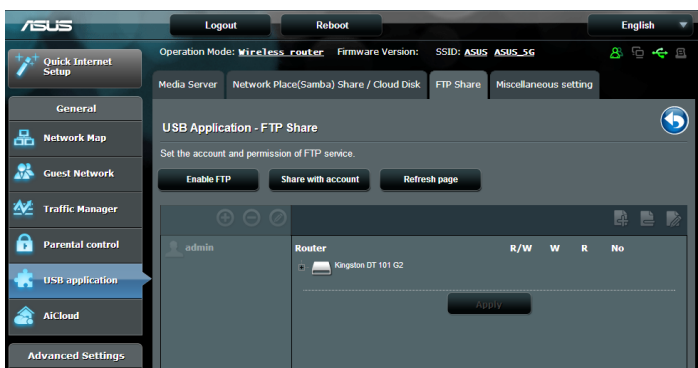 ASUS
Logout
Reboot
English
Quick Internet
Setup
Operation Mode: Wireless router Firmware Version: SSID: ASUS ASUS_5G
Media Server
Network Place(Samba) Share / Cloud Disk
FTP Share
Miscellaneous setting
General
Network Map
Guest Network
Traffic Manager
Parental control
USB application
AiCloud
Advanced Settings
USB Application - FTP Share
Set the account and permission of FTP service.
Enable FTP
Share with account
Refresh page
admin
Router R/W W R No
Kingston DT 101 G2
Apply